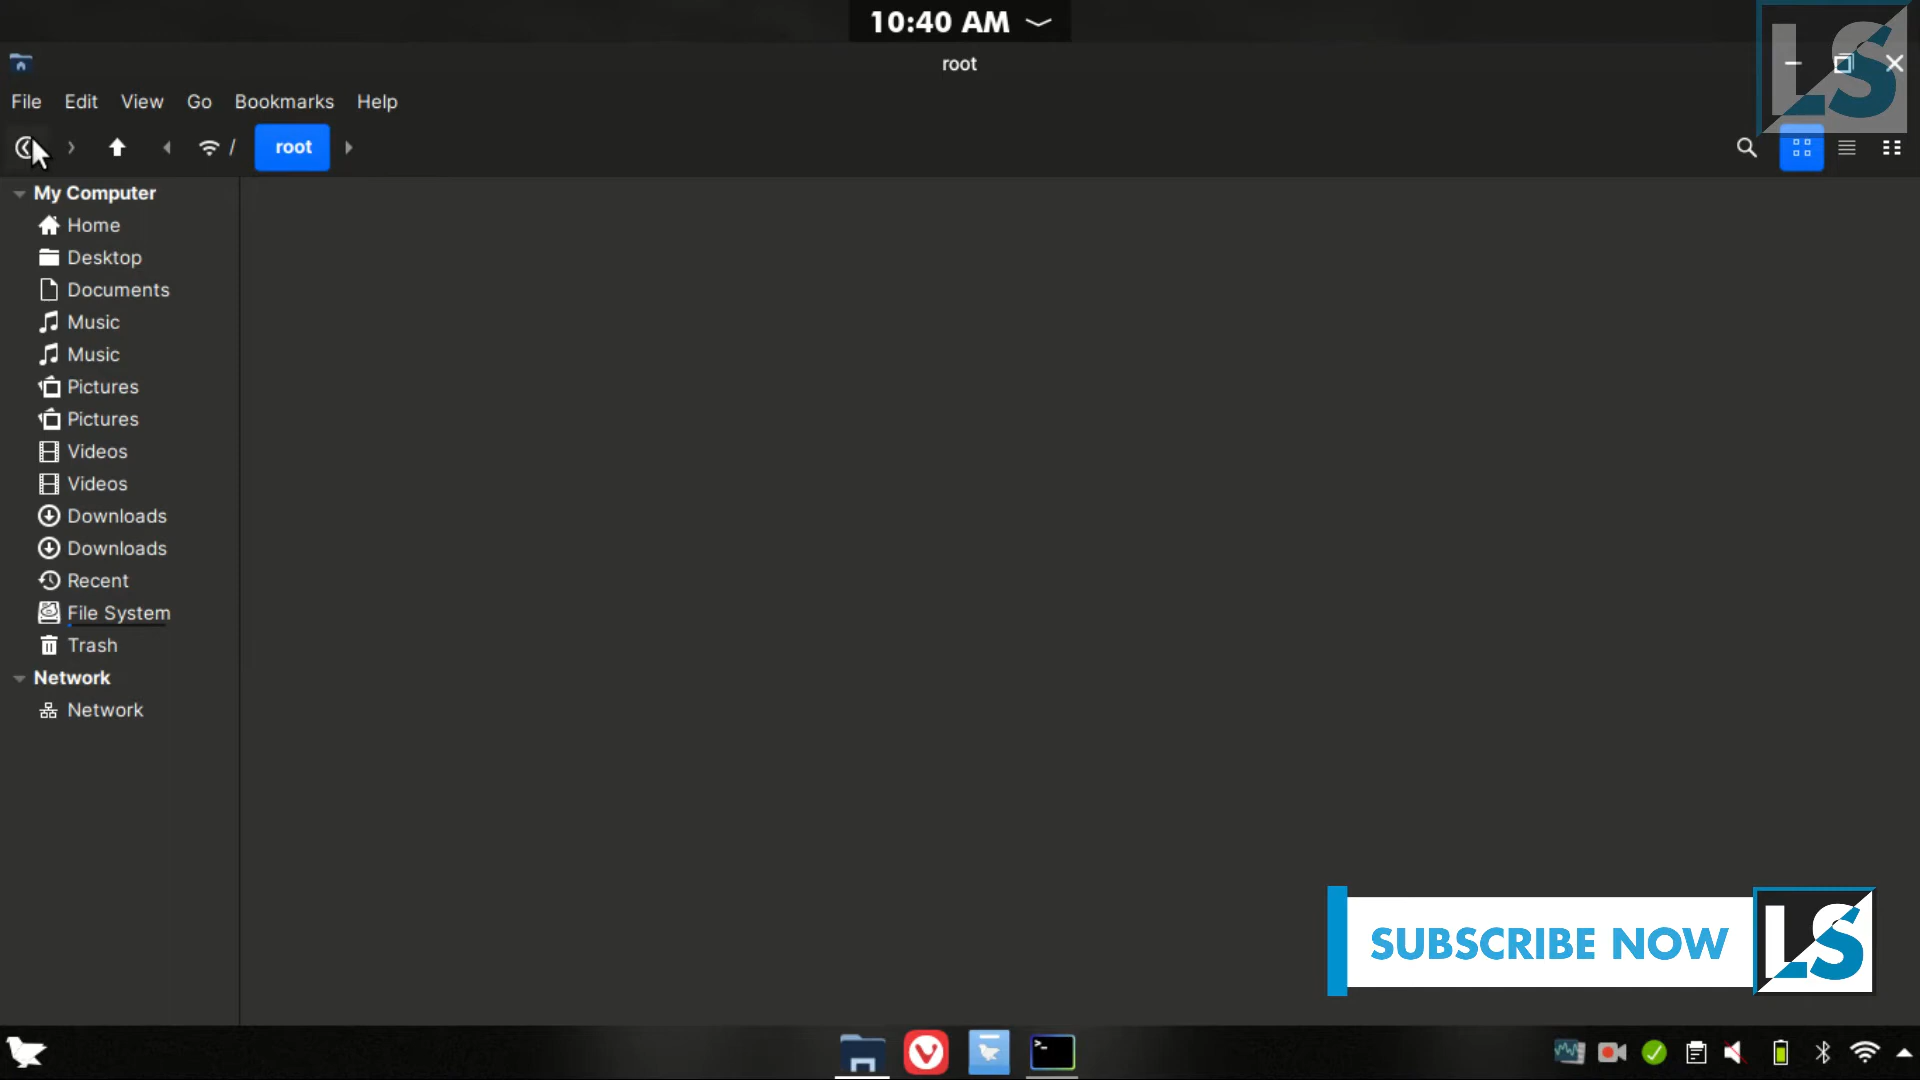 10:40 AM
LS
root
File Edit View Go Bookmarks Help
/ root
My Computer
Home
Desktop
Documents
Music
Music
Pictures
Pictures
Videos
Videos
Downloads
Downloads
Recent
File System
Trash
Network
Network
SUBSCRIBE NOW LS